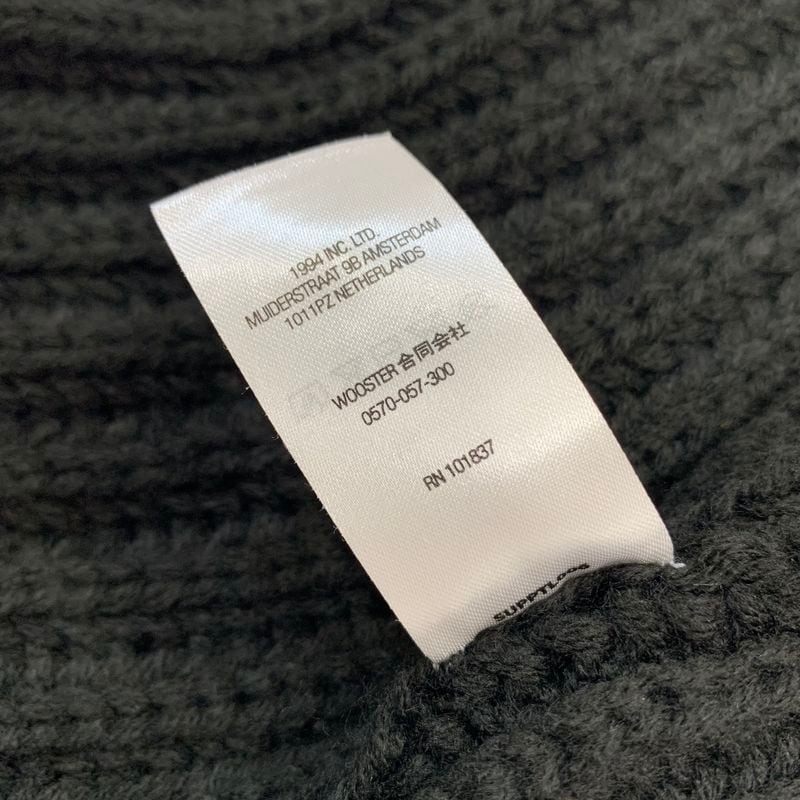 1994 INC. LTD.
MUIDERSTRAAT 9B AMSTERDAM
1011PZ NETHERLANDS
WOOSTER 合同会社
0570-057-300
RN 101837